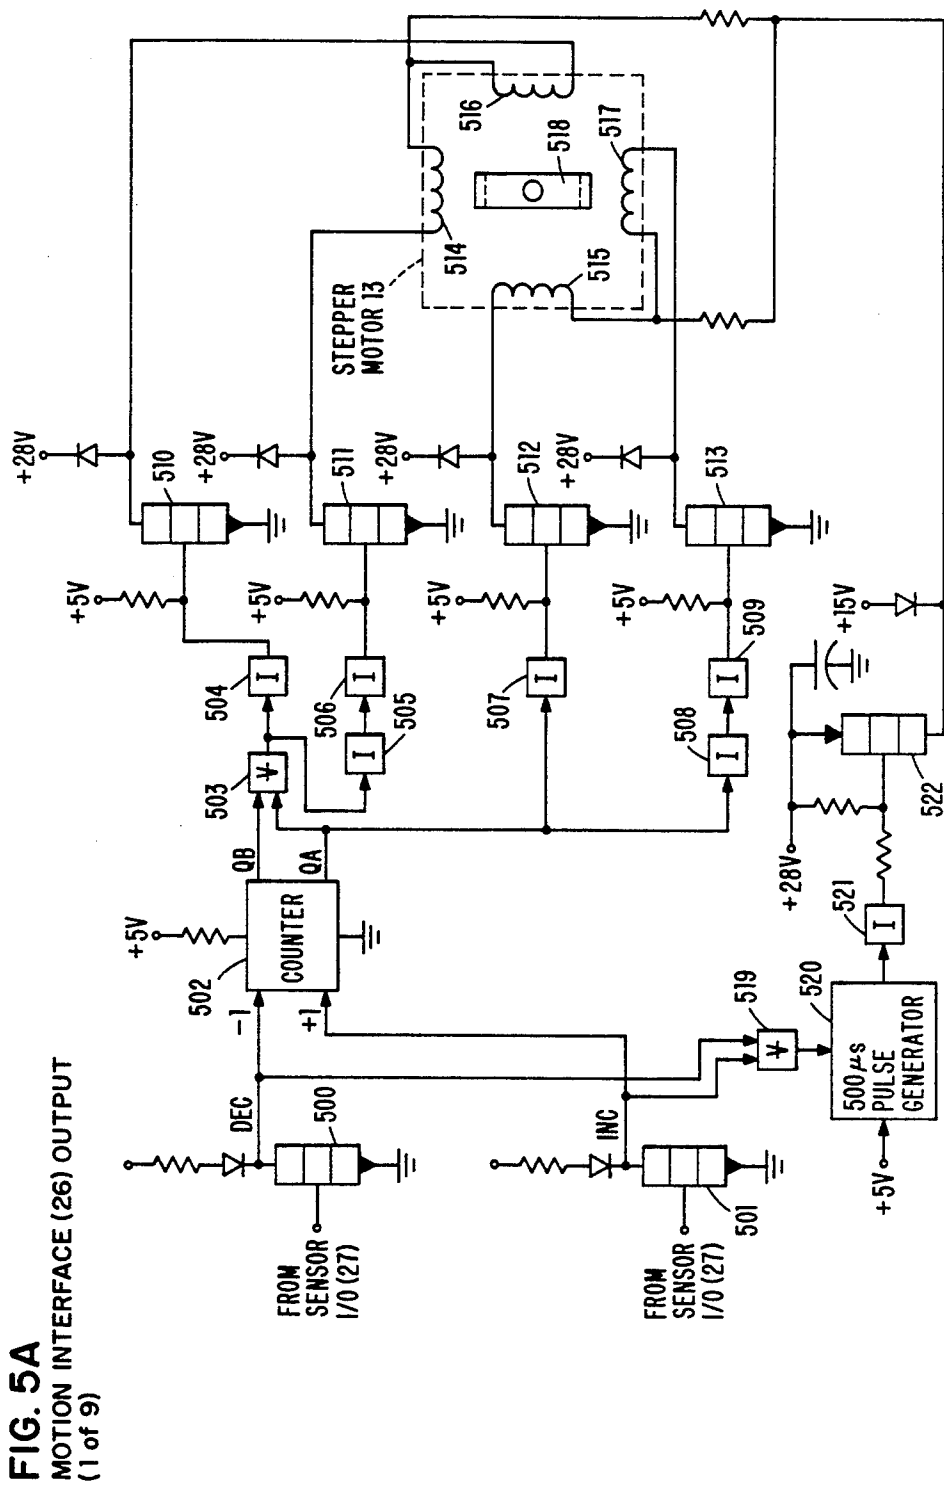 FIG. 5A
MOTION INTERFACE (26) OUTPUT
(1 of 9)
FROM
SENSOR
I/O (27)
500
DEC
-1
+1
502
+5V
COUNTER
QB
QA
503
V
504
I
505
I
506
I
507
I
508
I
509
I
+5V
+5V
+5V
+5V
510
511
512
513
+28V
+28V
+28V
+28V
STEPPER
MOTOR 13
514
515
516
517
518
FROM
SENSOR
I/O (27)
501
INC
519
V
520
500µs
PULSE
GENERATOR
+5V
521
I
+28V
522
+15V